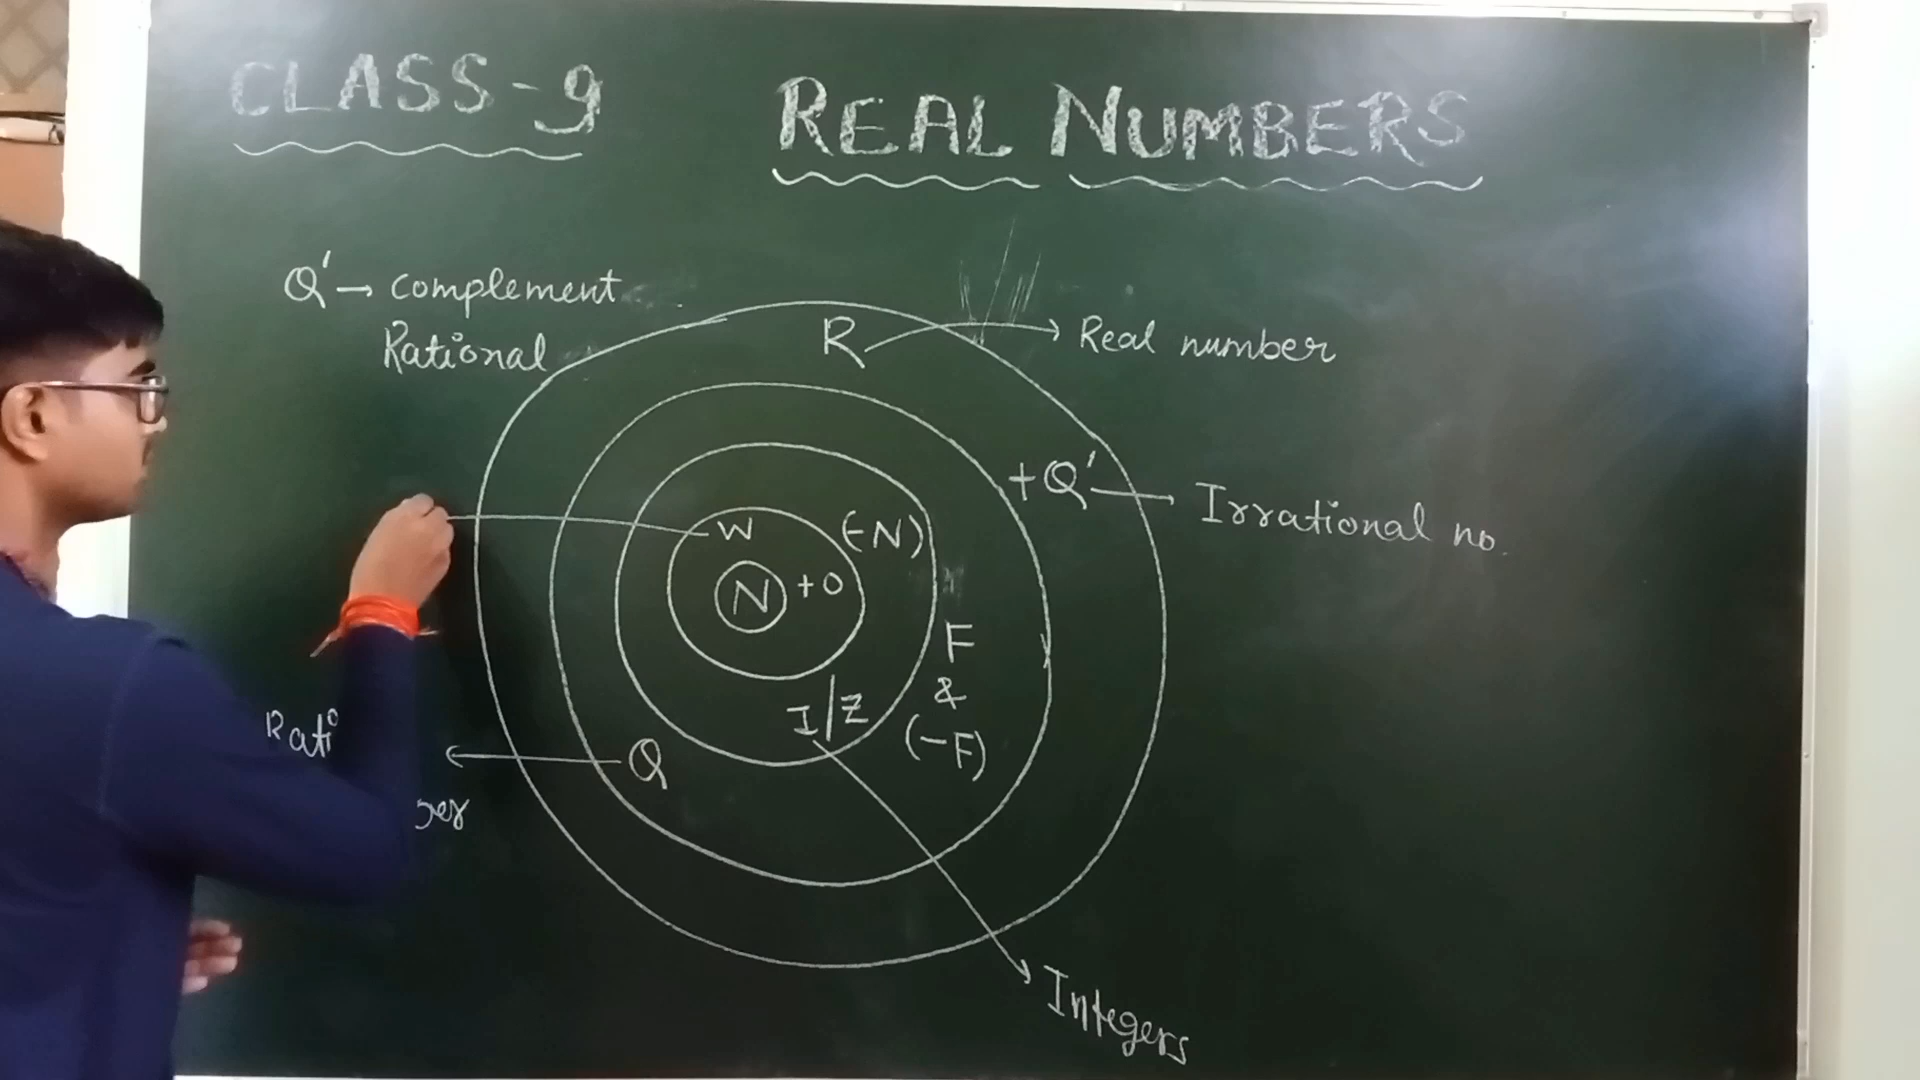 CLASS-9
REAL NUMBERS
Q' → complement
Rational
R → Real number
+Q' → Irrational no.
W
(-N)
N +0
F
&
(-F)
I/Z
Q
Integers